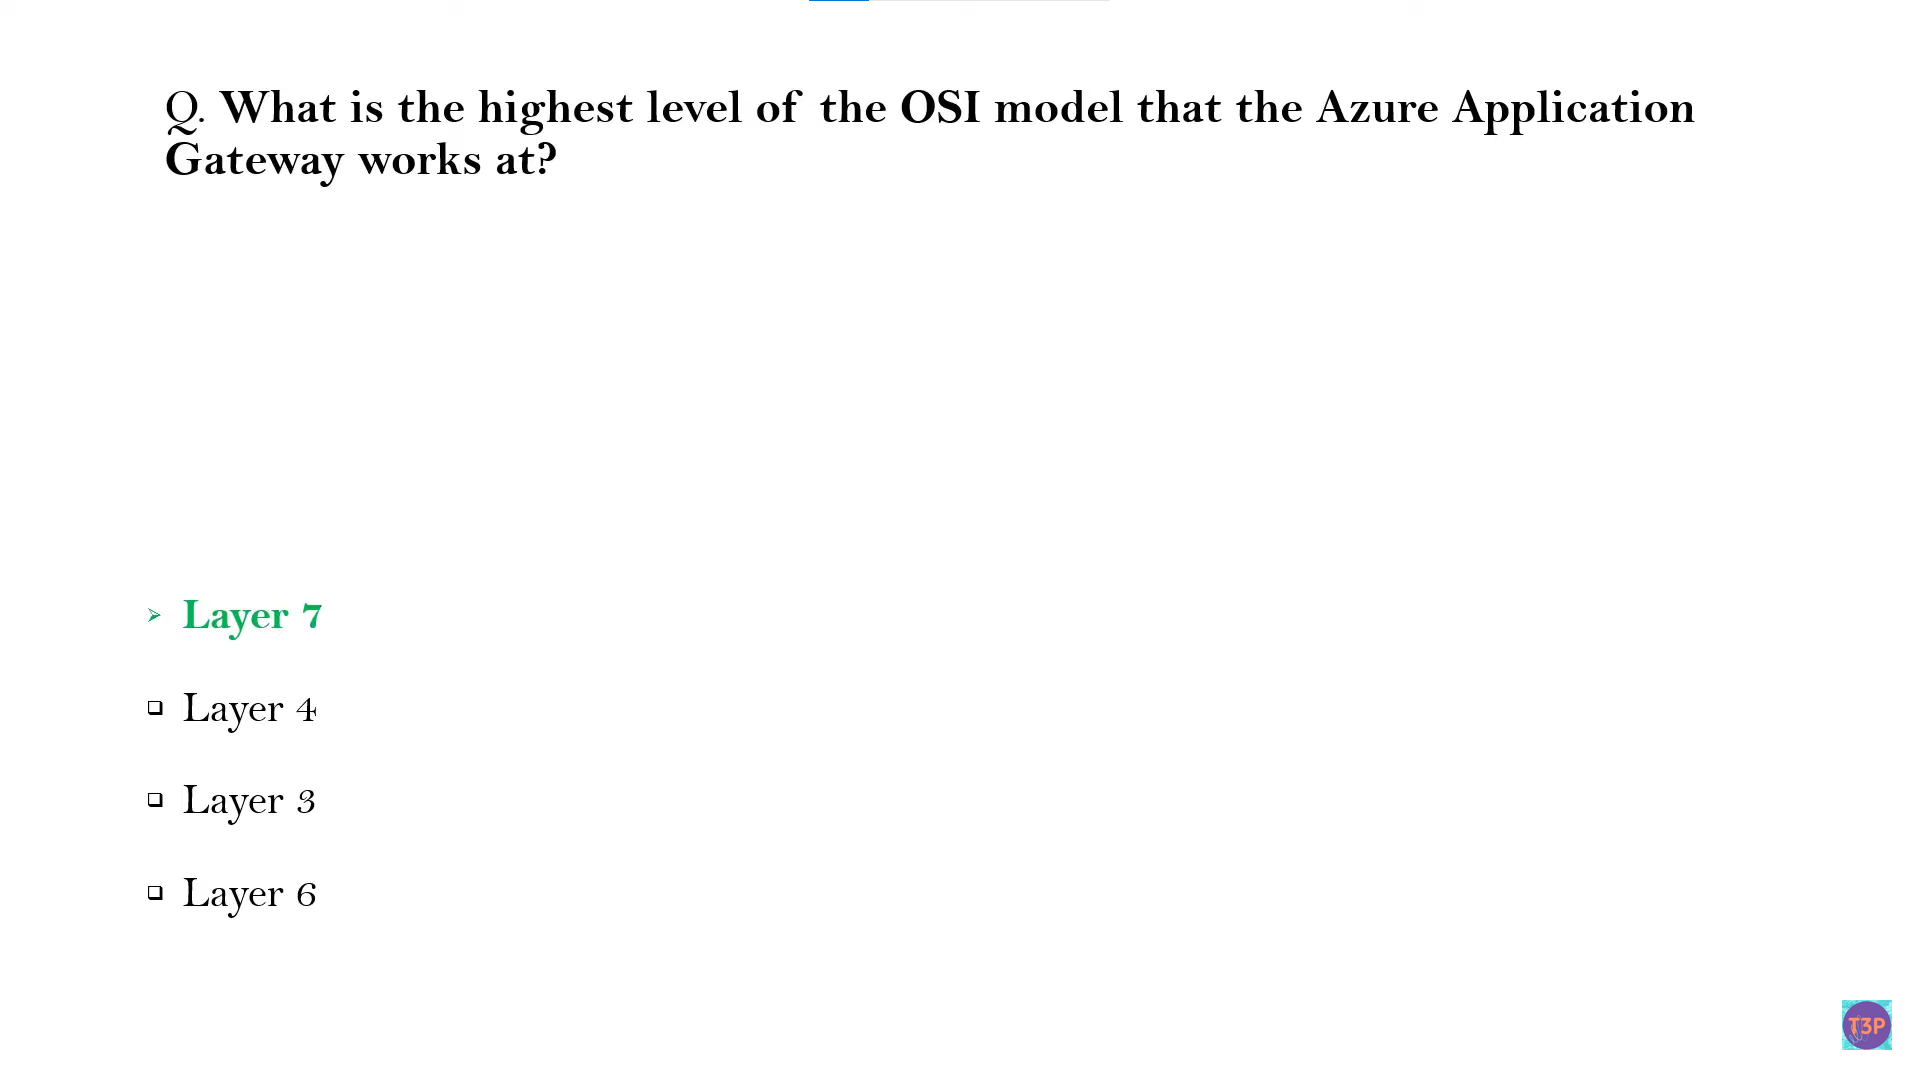 Q. What is the highest level of the OSI model that the Azure Application
Gateway works at?
Layer 7
Layer 4
Layer 3
Layer 6
T3P